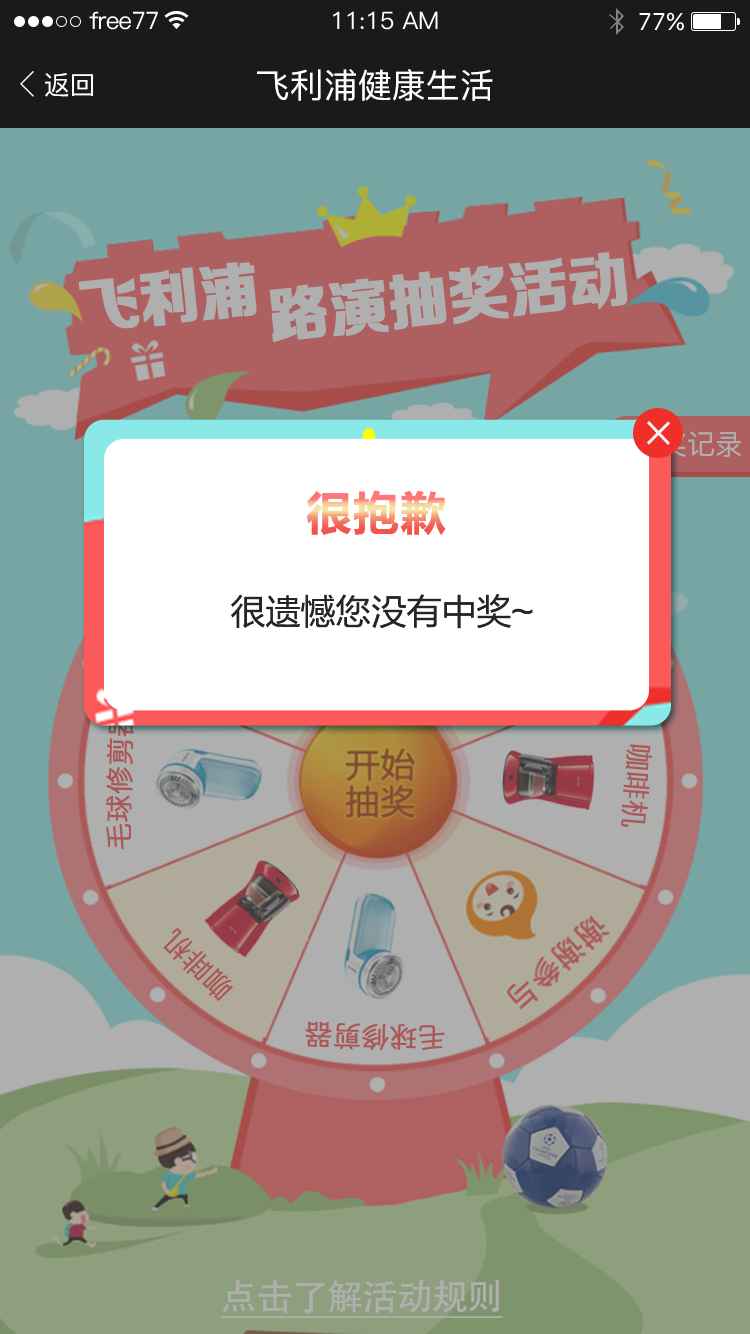 free77
11:15 AM
77%
返回
飞利浦健康生活
飞利浦路演抽奖活动
奖记录
很抱歉
很遗憾您没有中奖~
开始
抽奖
毛球修剪器
咖啡机
咖啡机
毛球修剪器
谢谢参与
点击了解活动规则